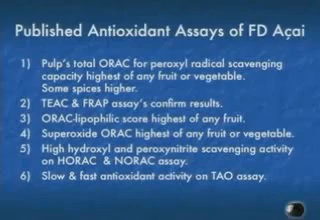 Published Antioxidant Assays of FD Açai
1) Pulp's total ORAC for peroxyl radical scavenging
capacity highest of any fruit or vegetable.
Some spices higher.
2) TEAC & FRAP assay's confirm results.
3) ORAC-lipophilic score highest of any fruit.
4) Superoxide ORAC highest of any fruit or vegetable.
5) High hydroxyl and peroxynitrite scavenging activity
on HORAC & NORAC assay.
6) Slow & fast antioxidant activity on TAO assay.